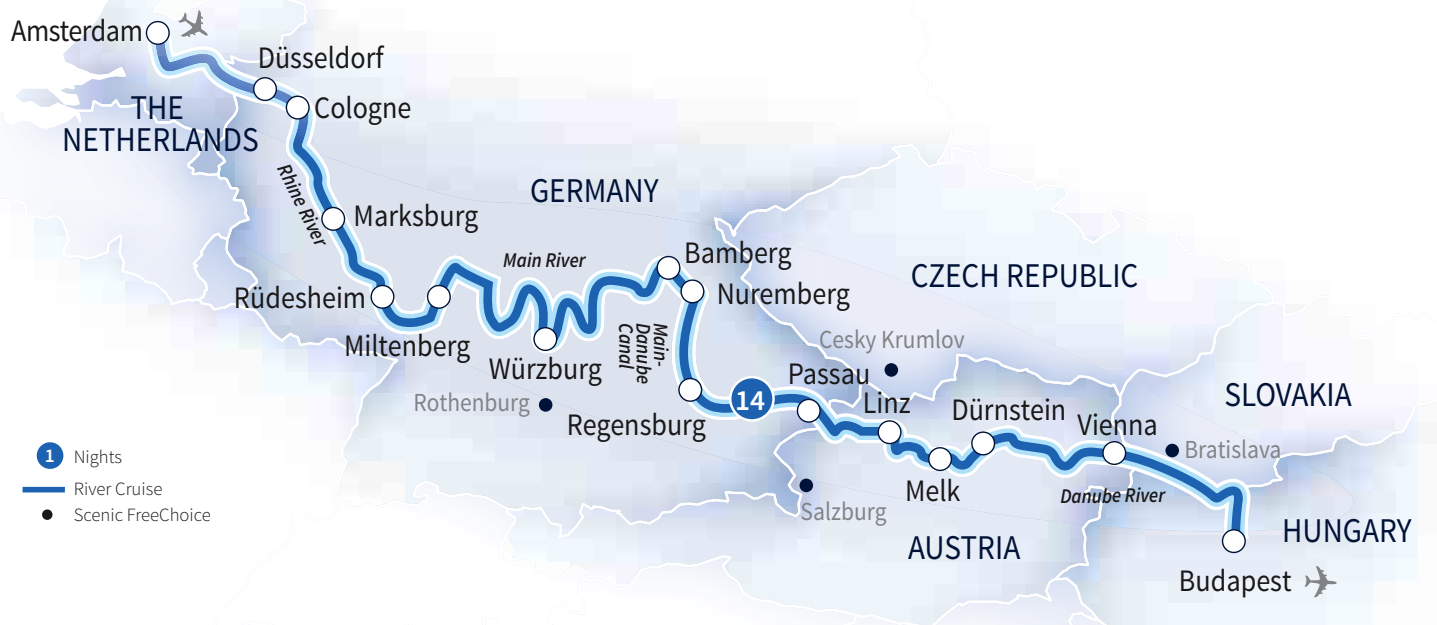 Amsterdam
Düsseldorf
Cologne
THE
NETHERLANDS
Rhine River
GERMANY
Marksburg
Main River
Bamberg
CZECH REPUBLIC
Rüdesheim
Nuremberg
Miltenberg
Main-
Danube
Canal
Cesky Krumlov
Würzburg
Passau
Rothenburg
14
Linz
SLOVAKIA
Regensburg
Dürnstein
Vienna
Bratislava
1 Nights
River Cruise
Scenic FreeChoice
Melk
Danube River
Salzburg
AUSTRIA
HUNGARY
Budapest